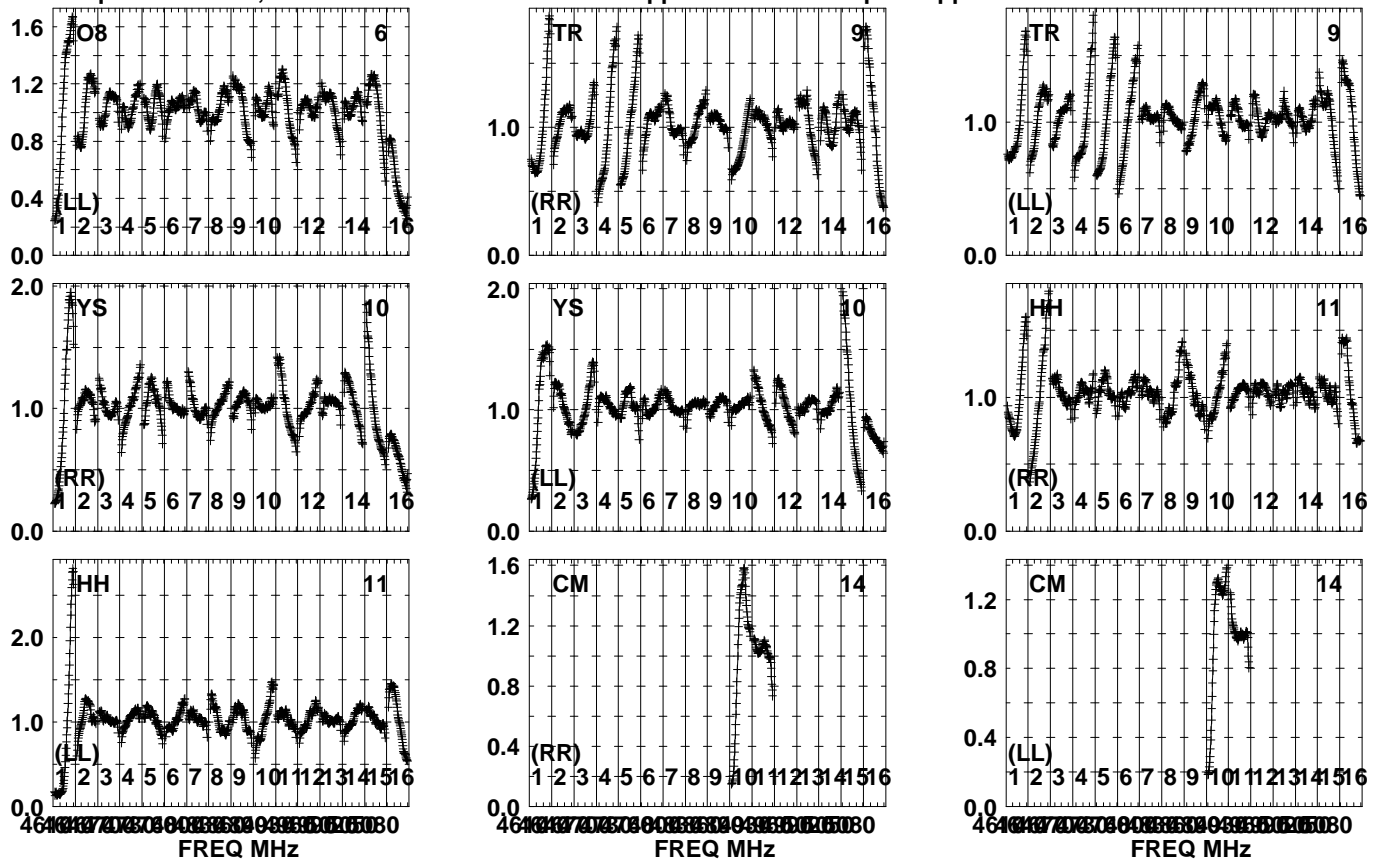 1.6 O8 6
1.2
0.8
0.4 (LL)
1 2 3 4 5 6 7 8 9 10 12 14 16
0.0
TR 9
1.0
(RR)
1 2 3 4 5 6 7 8 9 10 12 14 16
0.0
TR 9
1.0
(LL)
1 2 3 4 5 6 7 8 9 10 12 14 16
0.0
2.0 YS 10
1.0
(RR)
1 2 3 4 5 6 7 8 9 10 12 14 16
0.0
2.0 YS 10
1.0
(LL)
1 2 3 4 5 6 7 8 9 10 12 14 16
0.0
HH 11
1.0
(RR)
1 2 3 4 5 6 7 8 9 10 12 14 16
0.0
HH 11
2.0
1.0
(LL)
1 2 3 4 5 6 7 8 9 10 11 12 13 14 15 16
0.0
FREQ MHz
1.6 CM 14
1.2
0.8
0.4 (RR)
1 2 3 4 5 6 7 8 9 10 11 12 13 14 15 16
0.0
FREQ MHz
CM 14
1.2
0.8
0.4 (LL)
1 2 3 4 5 6 7 8 9 10 11 12 13 14 15 16
0.0
FREQ MHz